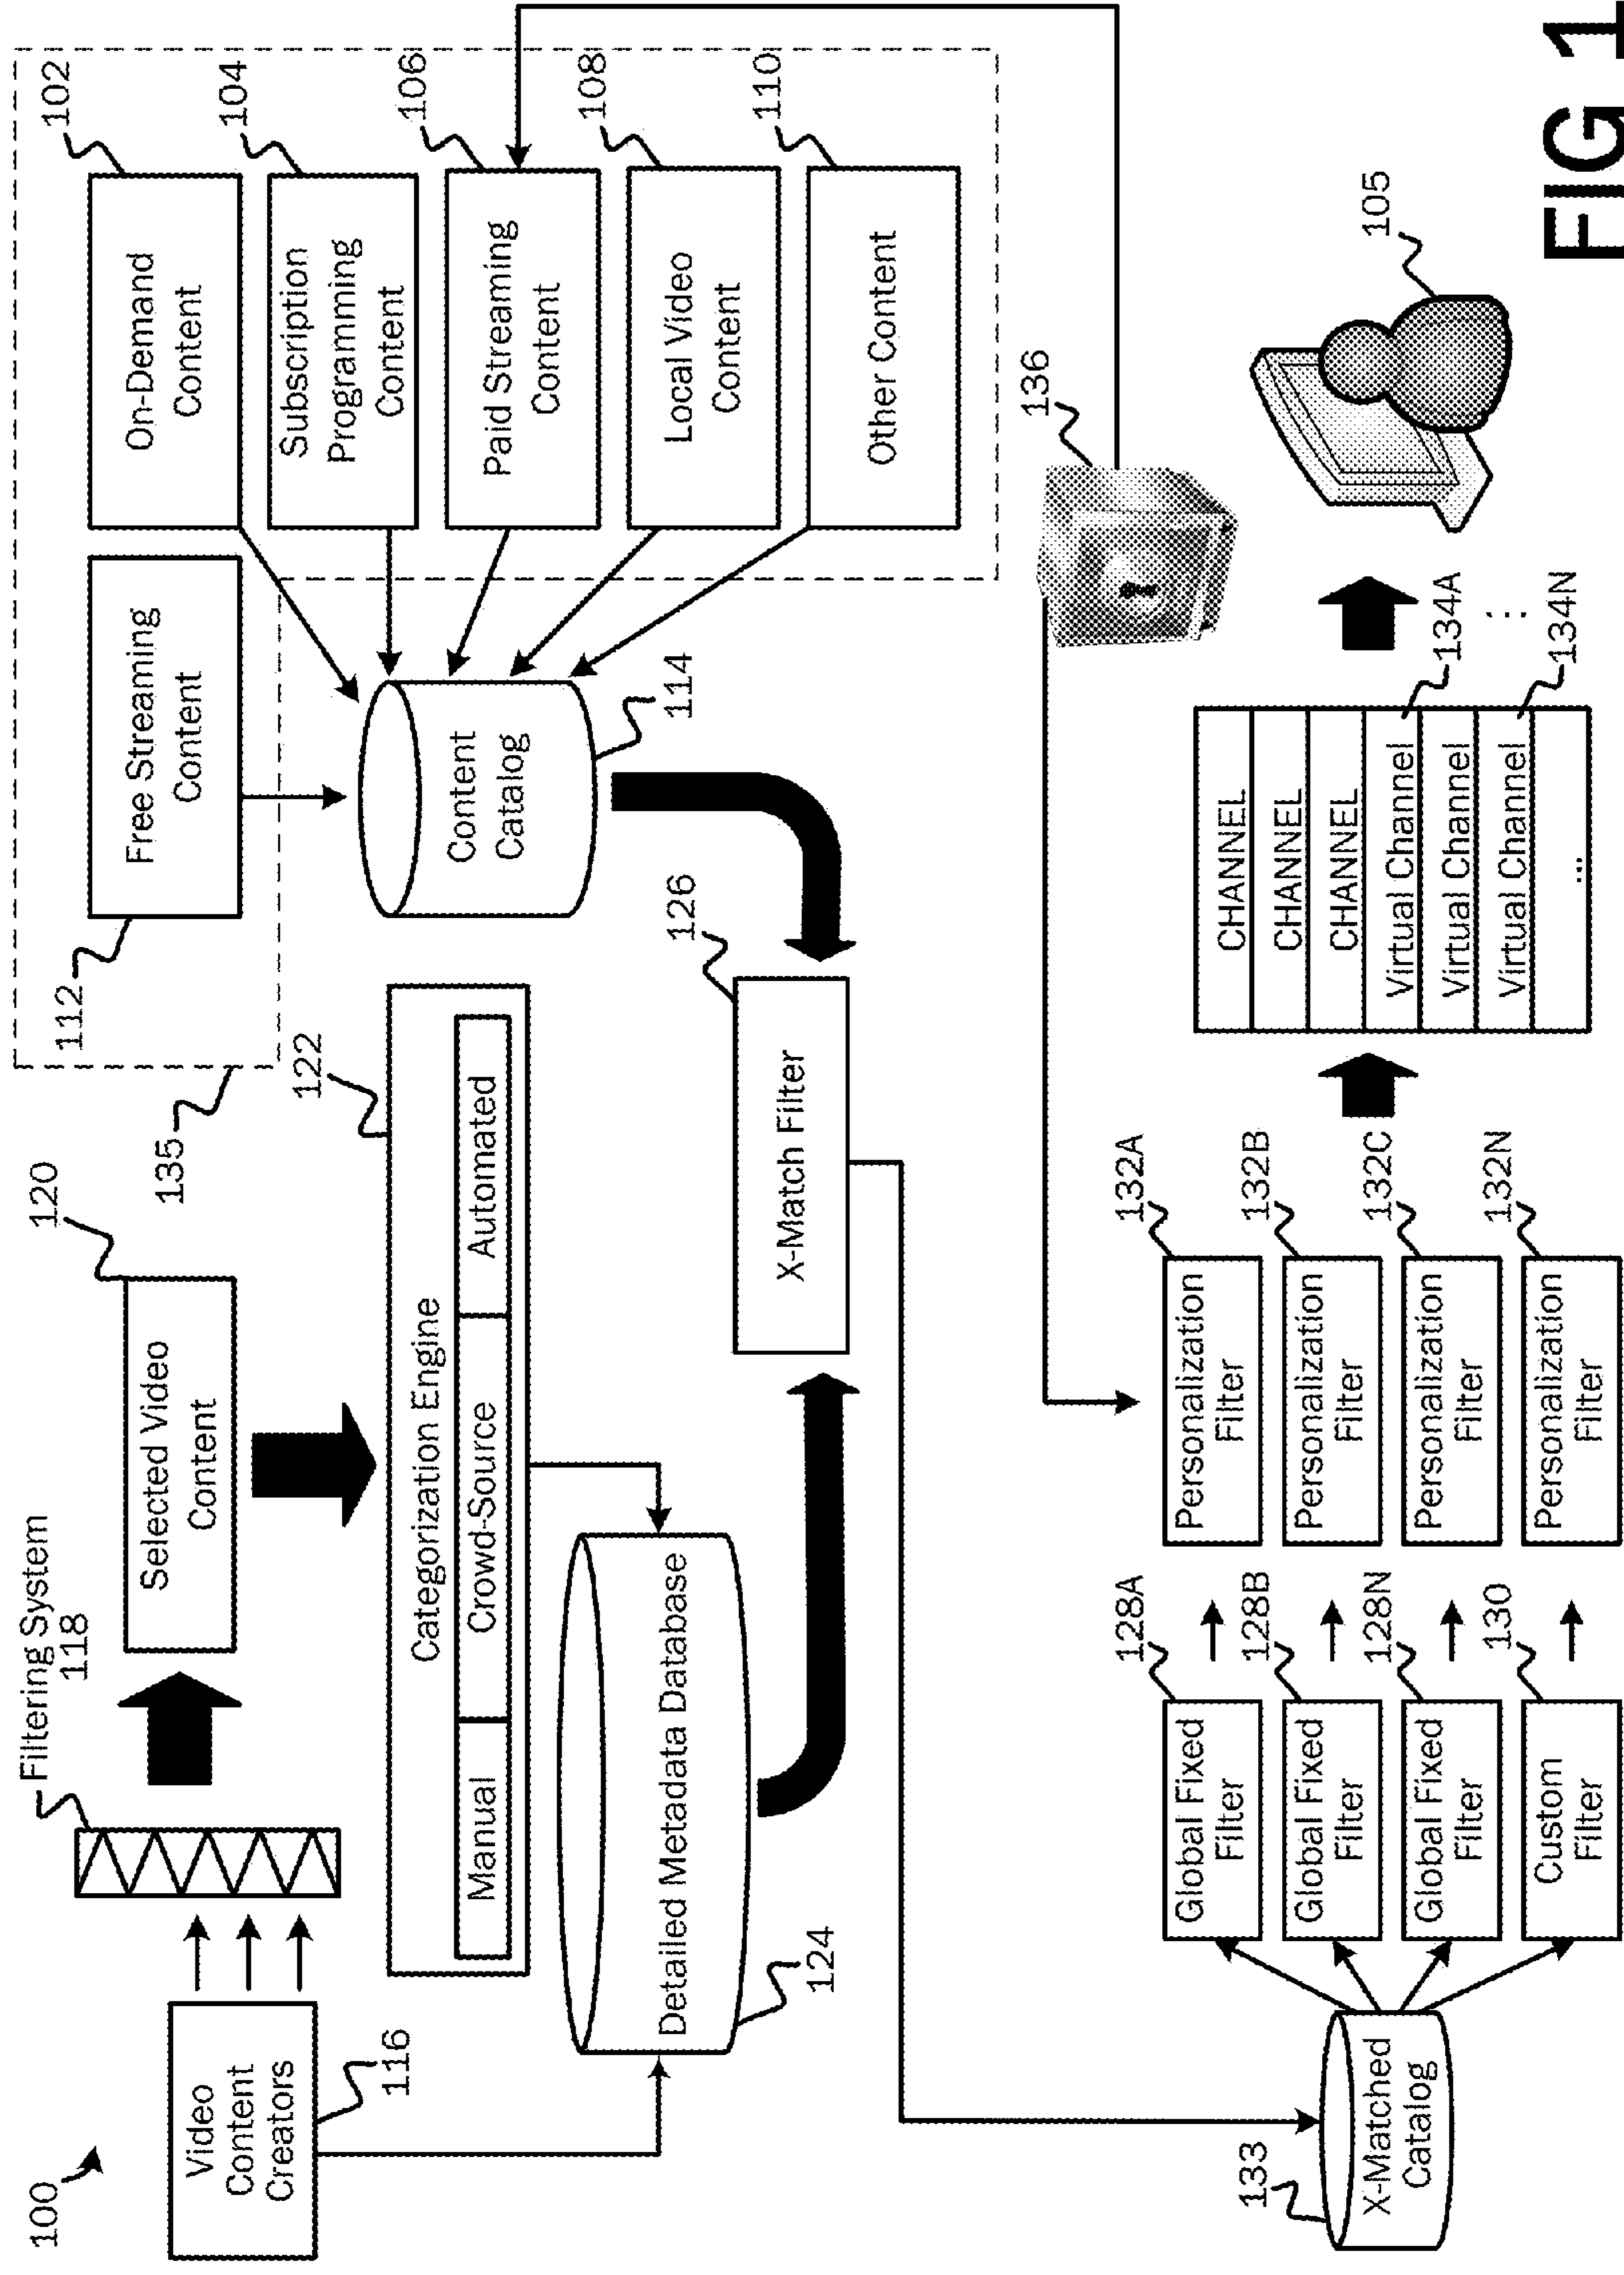 100
Video
Content
Creators
116
Filtering System
118
Selected Video
Content
120
135
112
Free Streaming
Content
On-Demand
Content
102
Subscription
Programming
Content
104
Paid Streaming
Content
106
Local Video
Content
108
Other Content
110
Content
Catalog
114
Categorization Engine
122
Manual
Crowd-Source
Automated
Detailed Metadata Database
124
X-Match Filter
126
133
X-Matched
Catalog
Global Fixed
Filter
128A
Global Fixed
Filter
128B
Global Fixed
Filter
128N
Custom
Filter
130
Personalization
Filter
132A
Personalization
Filter
132B
Personalization
Filter
132C
Personalization
Filter
132N
CHANNEL
CHANNEL
CHANNEL
Virtual Channel
134A
Virtual Channel
...
Virtual Channel
134N
...
136
105
FIG 1